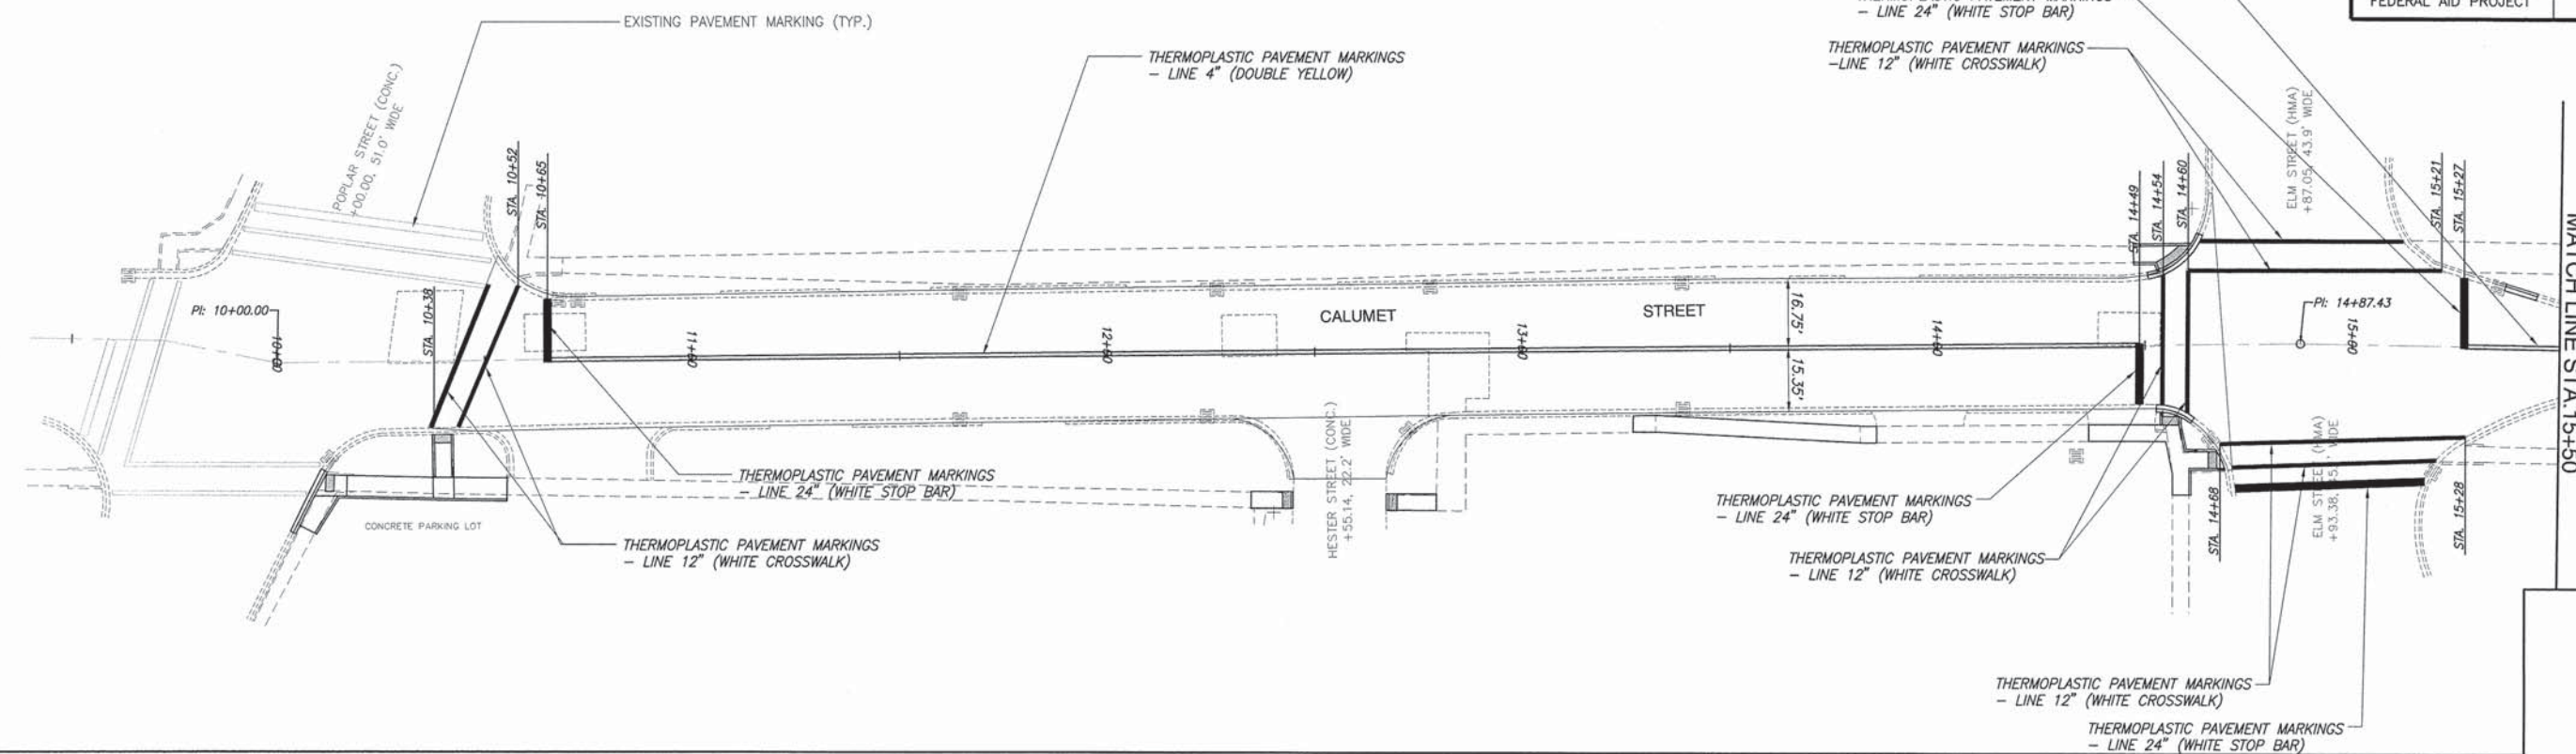 FEDERAL AID PROJECT
- LINE 24" (WHITE STOP BAR)
EXISTING PAVEMENT MARKING (TYP.)
THERMOPLASTIC PAVEMENT MARKINGS
- LINE 4" (DOUBLE YELLOW)
THERMOPLASTIC PAVEMENT MARKINGS
-LINE 12" (WHITE CROSSWALK)
POPLAR STREET (CONC.)
+00.00, 51.0' WIDE
STA. 10+52
STA. 10+65
ELM STREET (HMA)
+87.05, 43.9' WIDE
STA. 14+49
STA. 14+54
STA. 14+60
STA. 15+21
STA. 15+27
MATCH LINE STA. 15+50
PI: 10+00.00
10+00
STA. 10+38
11+00
12+00
13+00
14+00
15+00
CALUMET STREET
16.75'
15.35'
PI: 14+87.43
THERMOPLASTIC PAVEMENT MARKINGS
- LINE 24" (WHITE STOP BAR)
CONCRETE PARKING LOT
THERMOPLASTIC PAVEMENT MARKINGS
- LINE 12" (WHITE CROSSWALK)
HESTER STREET (CONC.)
+55.14, 22.2' WIDE
THERMOPLASTIC PAVEMENT MARKINGS
- LINE 24" (WHITE STOP BAR)
THERMOPLASTIC PAVEMENT MARKINGS
- LINE 12" (WHITE CROSSWALK)
STA. 14+68
ELM STREET (HMA)
+93.38, WIDE
STA. 15+28
THERMOPLASTIC PAVEMENT MARKINGS
- LINE 12" (WHITE CROSSWALK)
THERMOPLASTIC PAVEMENT MARKINGS
- LINE 24" (WHITE STOP BAR)